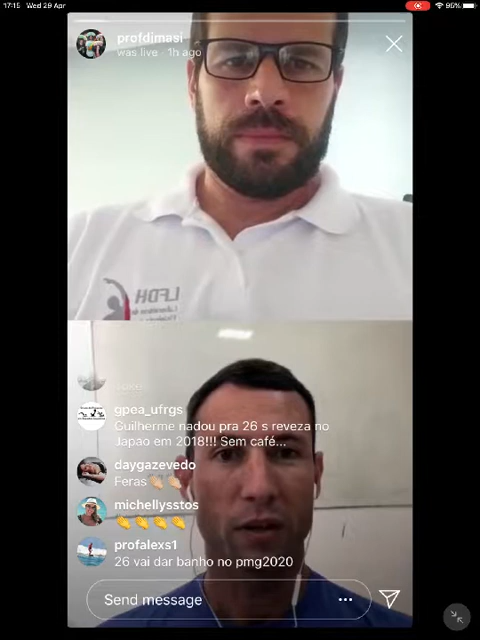 17:15 Wed 29 Apr
95%
profdimasi
was live · 1h ago
LFDH
gpea_ufrgs
Guilherme nadou pra 26 s reveza no
Japão em 2018!!! Sem café...
daygazevedo
Feras👏🏼👏🏼
michellysstos
👏👏👏👏
profalexs1
26 vai dar banho no pmg2020
Send message